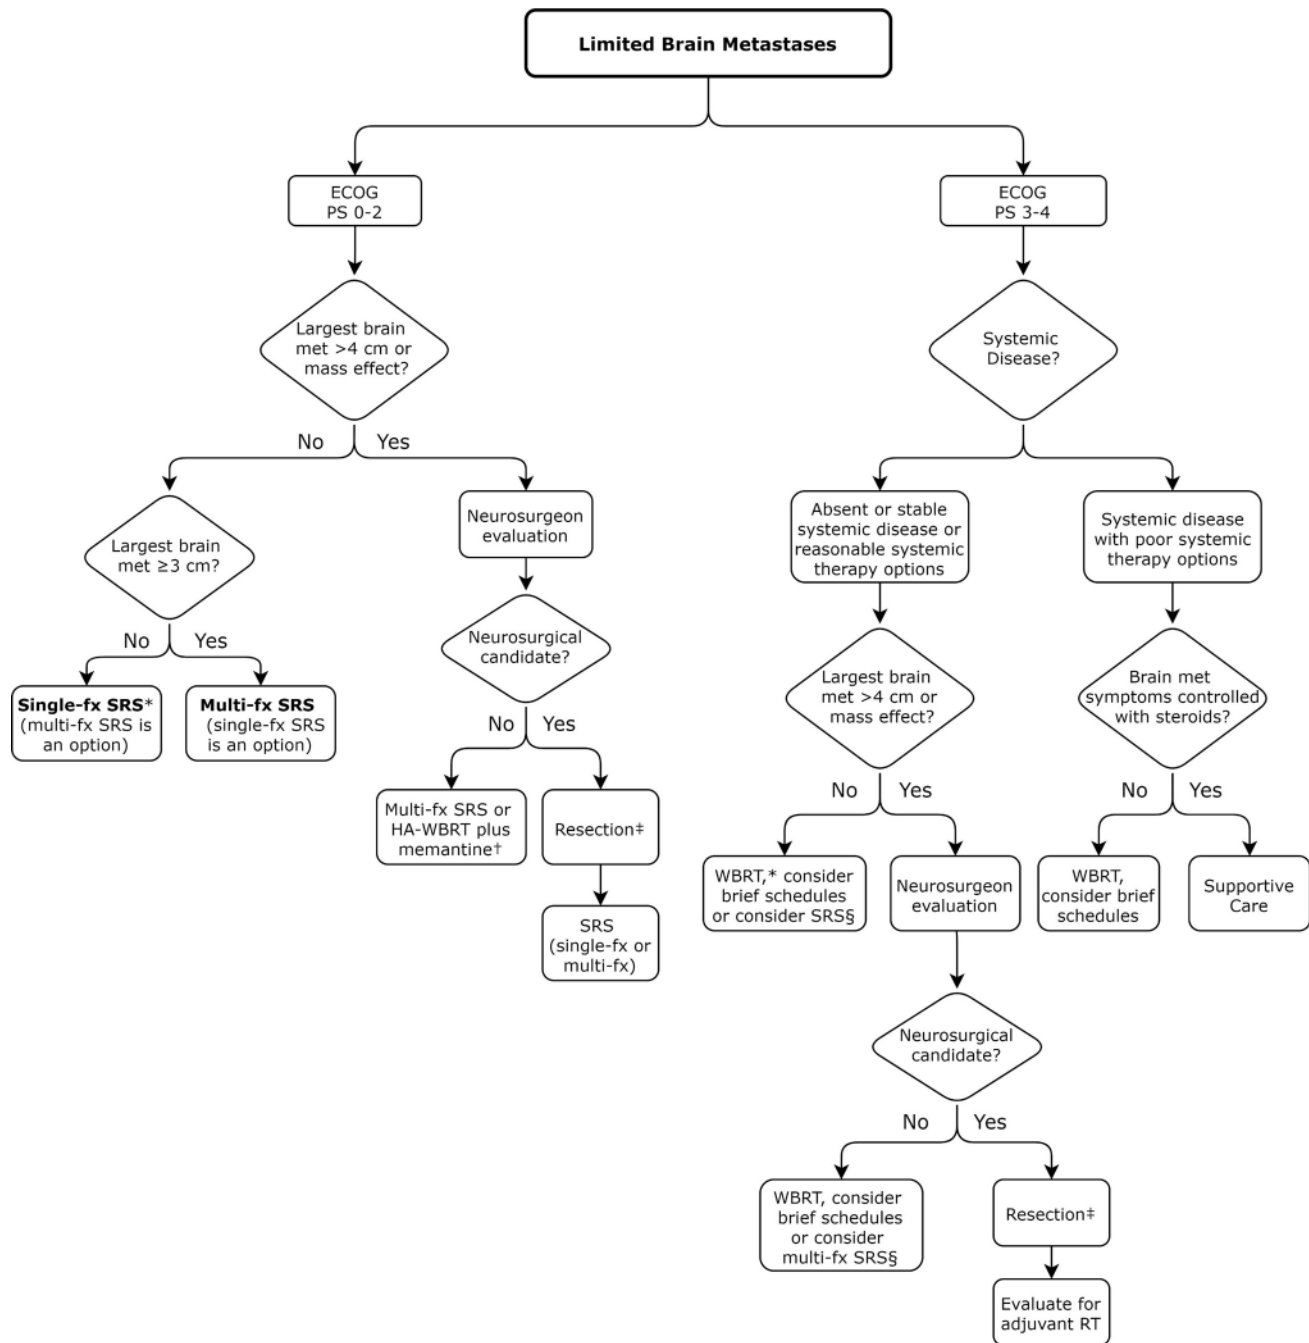 Limited Brain Metastases
ECOG
PS 0-2
ECOG
PS 3-4
Largest brain
met >4 cm or
mass effect?
Systemic
Disease?
No
Yes
Largest brain
met ≥3 cm?
Neurosurgeon
evaluation
Absent or stable
systemic disease or
reasonable systemic
therapy options
Systemic disease
with poor systemic
therapy options
No
Yes
Neurosurgical
candidate?
Largest brain
met >4 cm or
mass effect?
Brain met
symptoms controlled
with steroids?
Single-fx SRS*
(multi-fx SRS is
an option)
Multi-fx SRS
(single-fx SRS
is an option)
No
Yes
No
Yes
No
Yes
Multi-fx SRS or
HA-WBRT plus
memantine†
Resection‡
WBRT,* consider
brief schedules
or consider SRS§
Neurosurgeon
evaluation
WBRT,
consider brief
schedules
Supportive
Care
SRS
(single-fx or
multi-fx)
Neurosurgical
candidate?
No
Yes
WBRT, consider
brief schedules
or consider
multi-fx SRS§
Resection‡
Evaluate for
adjuvant RT